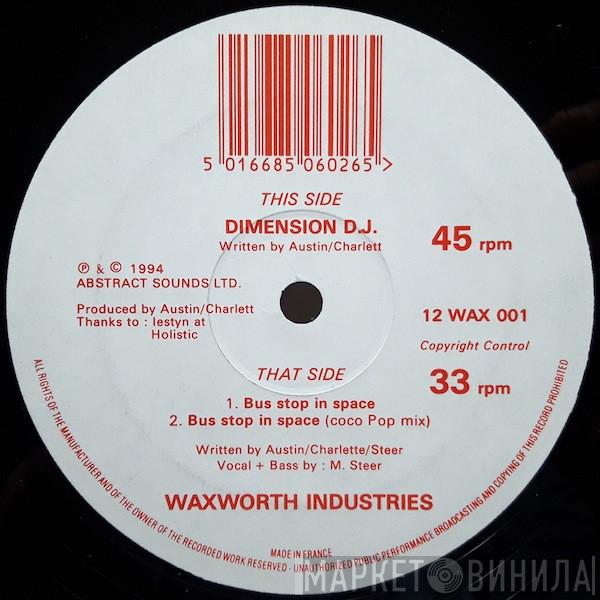 5 016685 060265 >
THIS SIDE
DIMENSION D.J.
Written by Austin/Charlett
45 rpm
℗ & © 1994
ABSTRACT SOUNDS LTD.
Produced by Austin/Charlett
Thanks to : Iestyn at
Holistic
12 WAX 001
Copyright Control
THAT SIDE
33 rpm
1. Bus stop in space
2. Bus stop in space (coco Pop mix)
Written by Austin/Charlette/Steer
Vocal + Bass by : M. Steer
WAXWORTH INDUSTRIES
MADE IN FRANCE
ALL RIGHTS OF THE MANUFACTURER AND OF THE OWNER OF THE RECORDED WORK RESERVED - UNAUTHORIZED PUBLIC PERFORMANCE BROADCASTING AND COPYING OF THIS RECORD PROHIBITED
МАРКЕТ ВИНИЛА